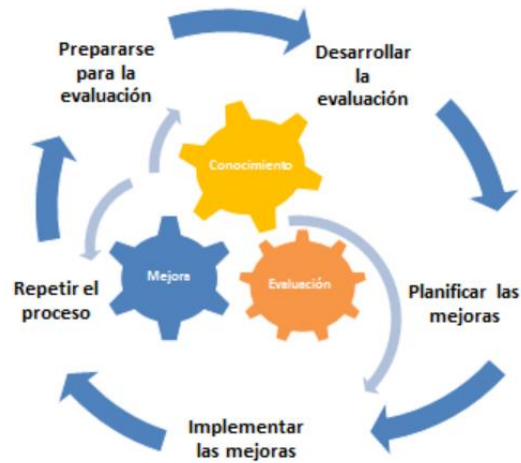 Prepararse
para la
evaluación
Desarrollar
la
evaluación
Planificar las
mejoras
Implementar
las mejoras
Repetir el
proceso
Conocimiento
Mejora
Evaluación